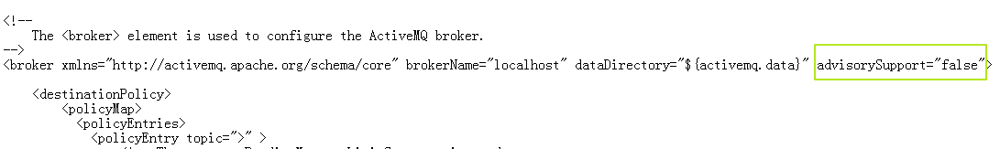 <!--
The <broker> element is used to configure the ActiveMQ broker.
-->
<broker xmlns="http://activemq.apache.org/schema/core" brokerName="localhost" dataDirectory="${activemq.data}" advisorySupport="false">
<destinationPolicy>
<policyMap>
<policyEntries>
<policyEntry topic=">" >